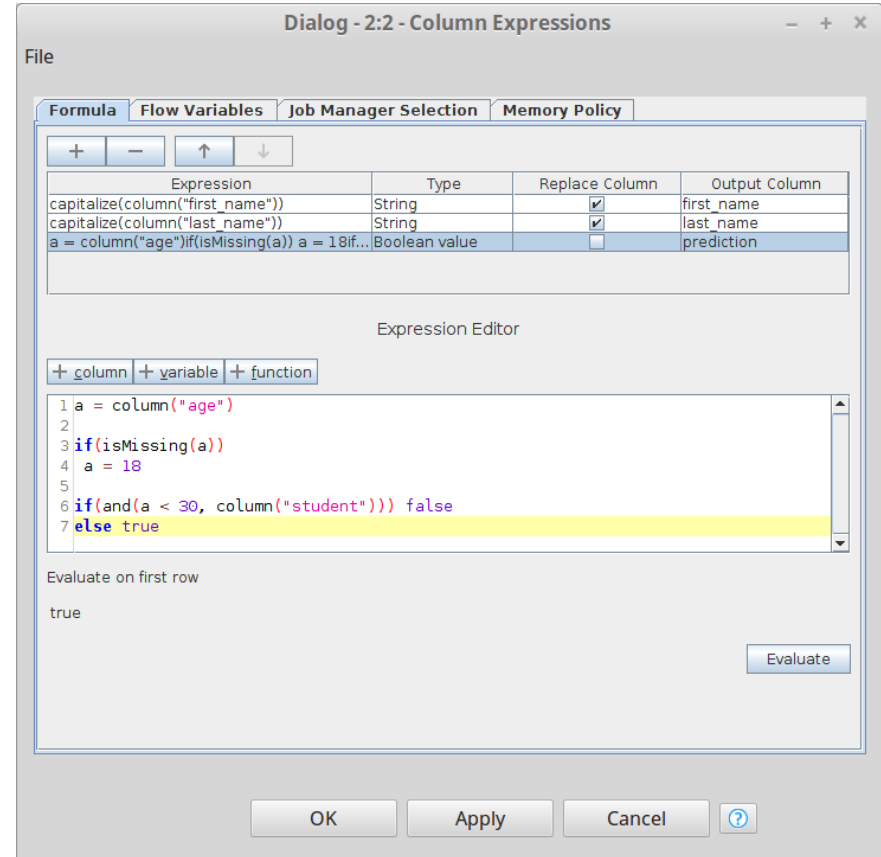 Dialog - 2:2 - Column Expressions
File
Formula Flow Variables Job Manager Selection Memory Policy
Expression Type Replace Column Output Column
capitalize(column("first_name")) String first_name
capitalize(column("last_name")) String last_name
a = column("age")if(isMissing(a)) a = 18if... Boolean value prediction
Expression Editor
+ column + variable + function
1 a = column("age")
2
3 if(isMissing(a))
4 a = 18
5
6 if(and(a < 30, column("student"))) false
7 else true
Evaluate on first row
true
Evaluate
OK Apply Cancel ?